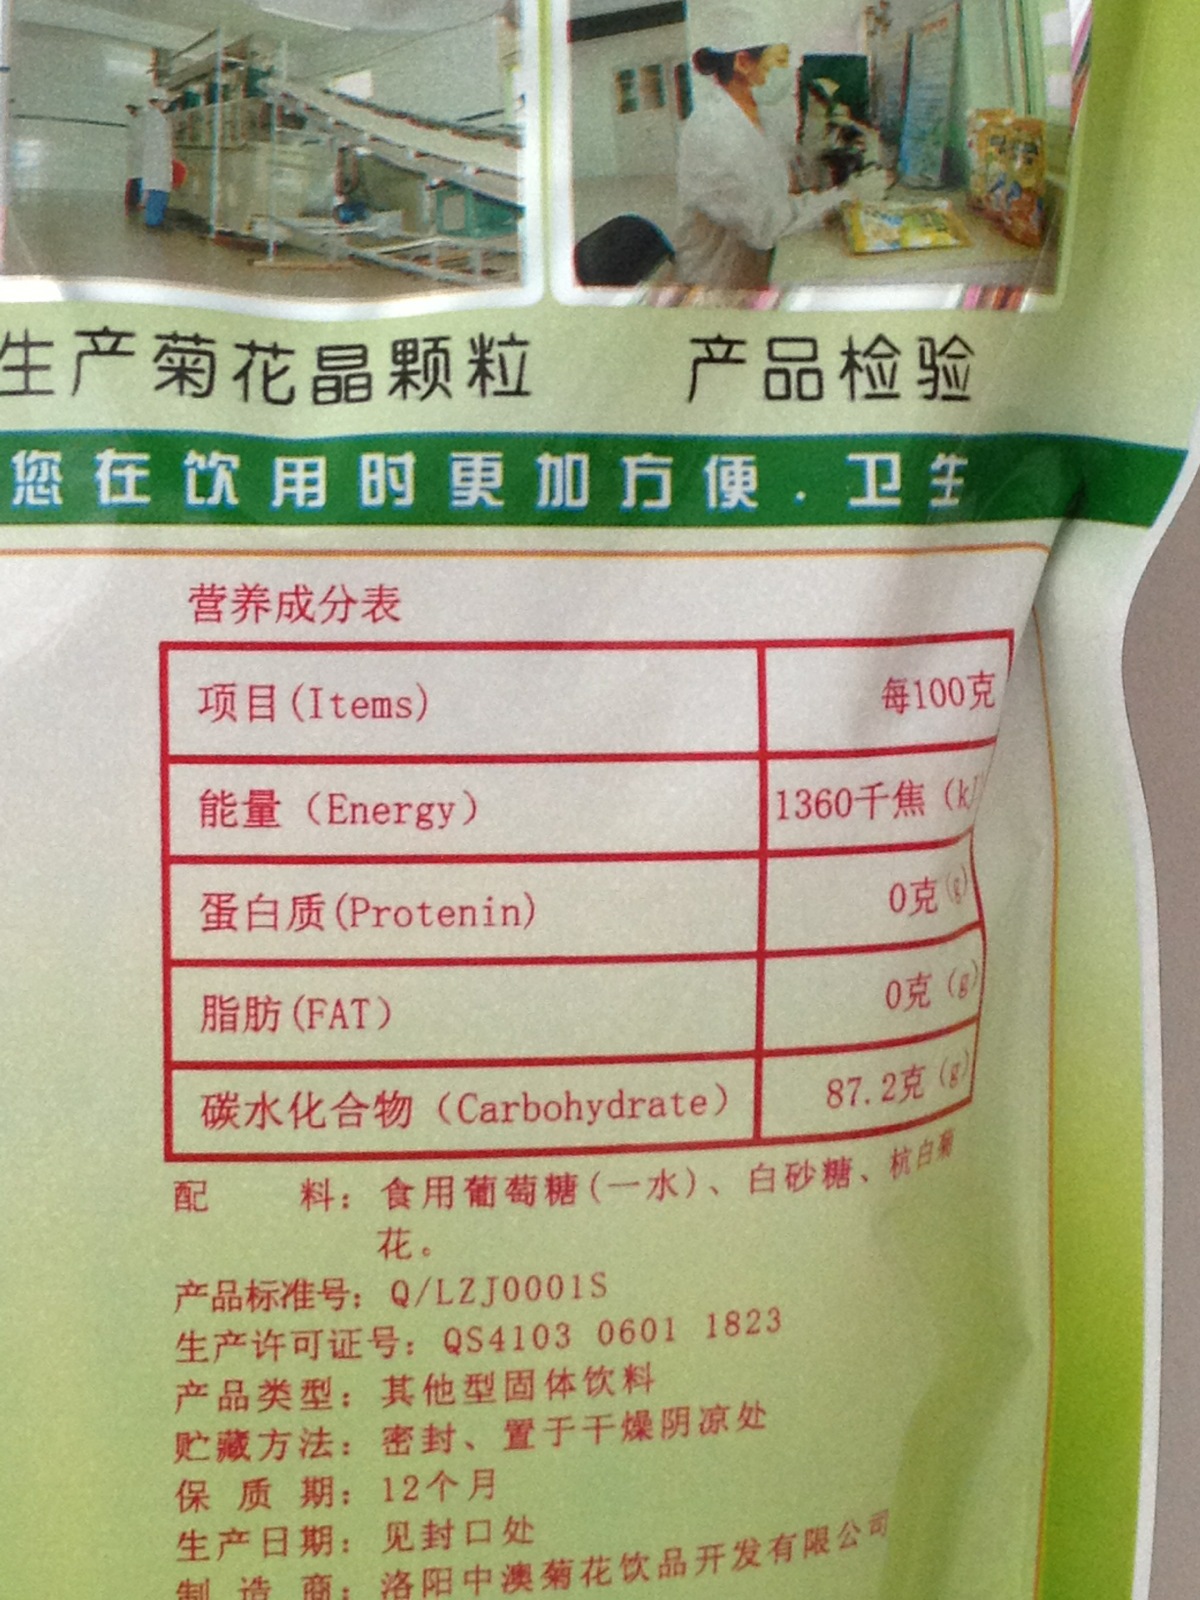 生产菊花晶颗粒
产品检验
您在饮用时更加方便.卫生
营养成分表
项目(Items) 每100克
能量（Energy） 1360千焦（kJ
蛋白质(Protenin) 0克(g)
脂肪(FAT） 0克（g)
碳水化合物（Carbohydrate） 87.2克（g)
配 料：食用葡萄糖(一水)、白砂糖、杭白菊
花。
产品标准号：Q/LZJ0001S
生产许可证号：QS4103 0601 1823
产品类型：其他型固体饮料
贮藏方法：密封、置于干燥阴凉处
保 质 期：12个月
生产日期：见封口处
制 造 商：洛阳中澳菊花饮品开发有限公司